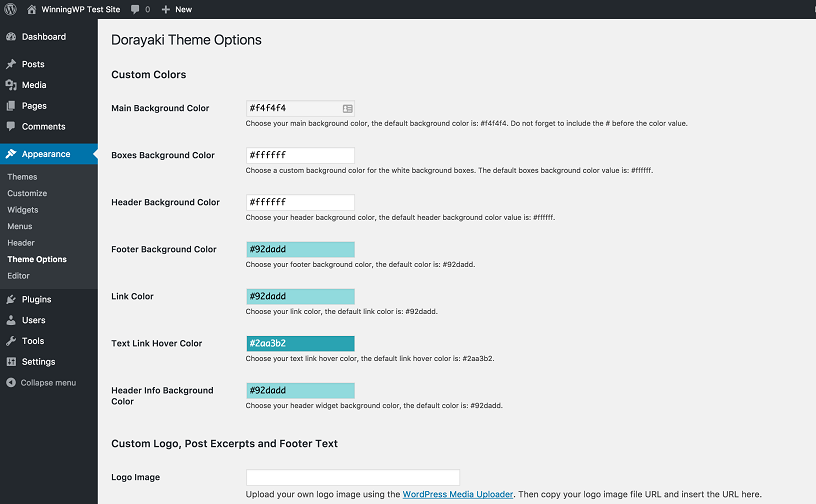 WinningWP Test Site 0 New
Dashboard
Posts
Media
Pages
Comments
Appearance
Themes
Customize
Widgets
Menus
Header
Theme Options
Editor
Plugins
Users
Tools
Settings
Collapse menu
Dorayaki Theme Options
Custom Colors
Main Background Color
#f4f4f4
Choose your main background color, the default background color is: #f4f4f4. Do not forget to include the # before the color value.
Boxes Background Color
#ffffff
Choose a custom background color for the white background boxes. The default boxes background color value is: #ffffff.
Header Background Color
#ffffff
Choose your header background color, the default header background color value is: #ffffff.
Footer Background Color
#92dadd
Choose your footer background color, the default color is: #92dadd.
Link Color
#92dadd
Choose your link color, the default link color is: #92dadd.
Text Link Hover Color
#2aa3b2
Choose your text link hover color, the default link hover color is: #2aa3b2.
Header Info Background
Color
#92dadd
Choose your header widget background color, the default color is: #92dadd.
Custom Logo, Post Excerpts and Footer Text
Logo Image
Upload your own logo image using the WordPress Media Uploader. Then copy your logo image file URL and insert the URL here.